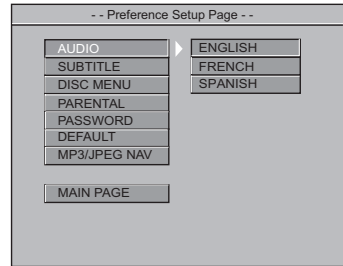 - - Preference Setup Page - -
AUDIO
SUBTITLE
DISC MENU
PARENTAL
PASSWORD
DEFAULT
MP3/JPEG NAV
MAIN PAGE
ENGLISH
FRENCH
SPANISH